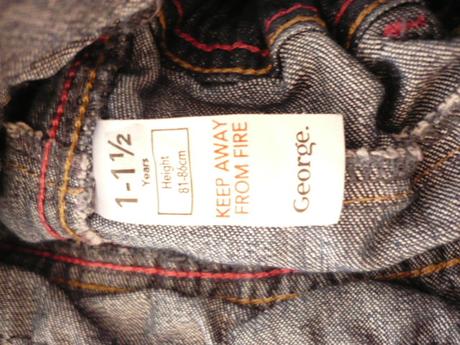 1-1½
Years
Height
81-86cm
KEEP AWAY
FROM FIRE
George.